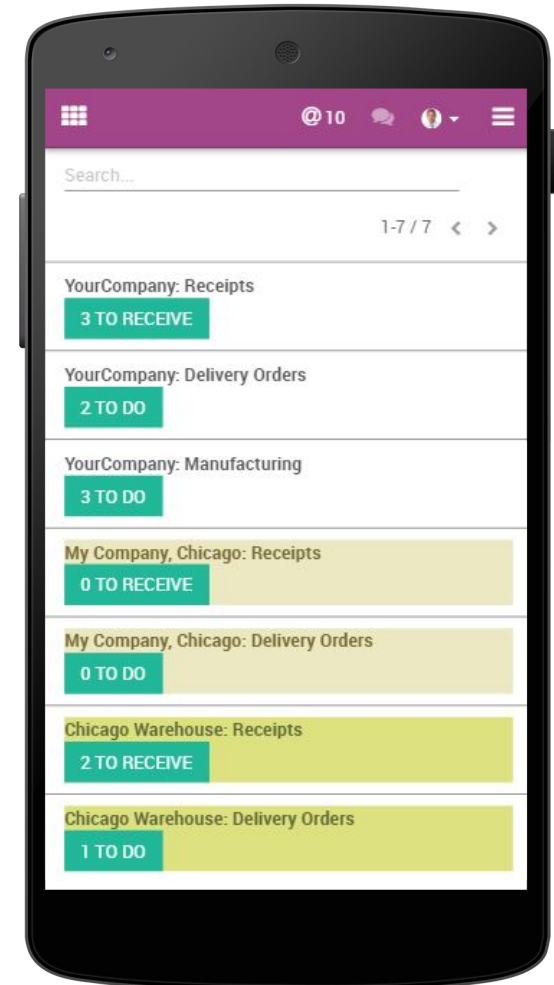 @ 10
Search...
1-7 / 7
YourCompany: Receipts
3 TO RECEIVE
YourCompany: Delivery Orders
2 TO DO
YourCompany: Manufacturing
3 TO DO
My Company, Chicago: Receipts
0 TO RECEIVE
My Company, Chicago: Delivery Orders
0 TO DO
Chicago Warehouse: Receipts
2 TO RECEIVE
Chicago Warehouse: Delivery Orders
1 TO DO